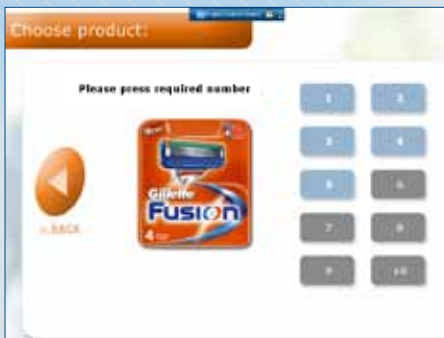 Choose product:
Please press required number
1 2
3 4
Gillette
FUSION
5 6
BACK
7 8
4
9 10